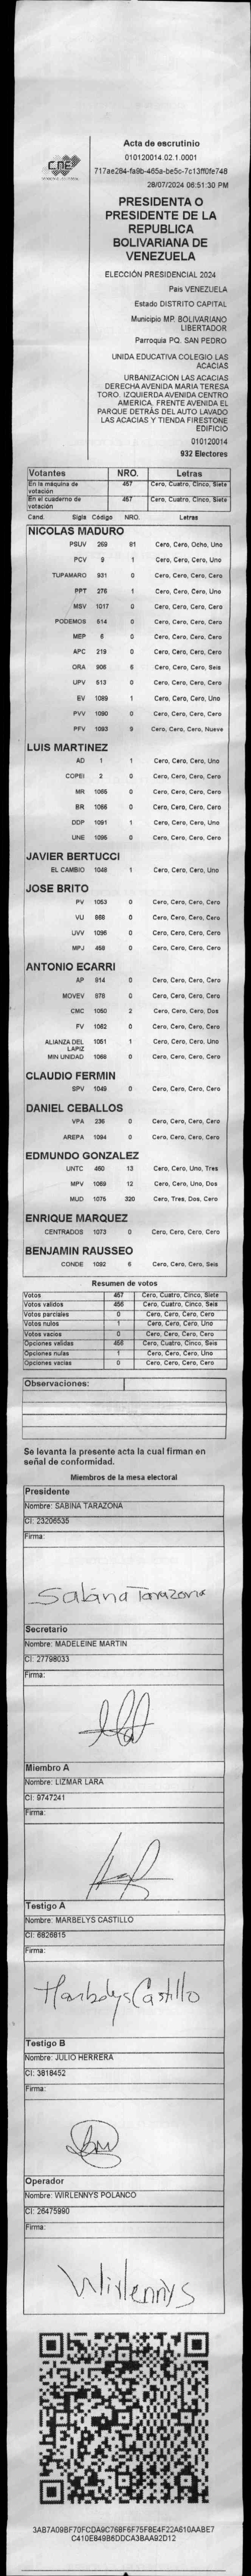 CNE
Acta de escrutinio
010120014.02.1.0001
717ae284-fa9b-465a-be5c-7c13ff0fe748
28/07/2024 06:51:30 PM
PRESIDENTA O
PRESIDENTE DE LA
REPUBLICA
BOLIVARIANA DE
VENEZUELA
ELECCIÓN PRESIDENCIAL 2024
Pais VENEZUELA
Estado DISTRITO CAPITAL
Municipio MP. BOLIVARIANO
LIBERTADOR
Parroquia PQ. SAN PEDRO
UNIDA EDUCATIVA COLEGIO LAS
ACACIAS
URBANIZACION LAS ACACIAS
DERECHA AVENIDA MARIA TERESA
TORO. IZQUIERDA AVENIDA CENTRO
AMERICA. FRENTE AVENIDA EL
PARQUE DETRÁS DEL AUTO LAVADO
LAS ACACIAS Y TIENDA FIRESTONE
EDIFICIO
010120014
932 Electores
Votantes NRO. Letras
En la máquina de votación 457 Cero, Cuatro, Cinco, Siete
En el cuaderno de votación 457 Cero, Cuatro, Cinco, Siete
Cand. Sigla Código NRO. Letras
NICOLAS MADURO
PSUV 269 81 Cero, Cero, Ocho, Uno
PCV 9 1 Cero, Cero, Cero, Uno
TUPAMARO 931 0 Cero, Cero, Cero, Cero
PPT 276 1 Cero, Cero, Cero, Uno
MSV 1017 0 Cero, Cero, Cero, Cero
PODEMOS 514 0 Cero, Cero, Cero, Cero
MEP 6 0 Cero, Cero, Cero, Cero
APC 219 0 Cero, Cero, Cero, Cero
ORA 906 6 Cero, Cero, Cero, Seis
UPV 613 0 Cero, Cero, Cero, Cero
EV 1089 1 Cero, Cero, Cero, Uno
PVV 1090 0 Cero, Cero, Cero, Cero
PFV 1093 9 Cero, Cero, Cero, Nueve
LUIS MARTINEZ
AD 1 1 Cero, Cero, Cero, Uno
COPEI 2 0 Cero, Cero, Cero, Cero
MR 1065 0 Cero, Cero, Cero, Cero
BR 1066 0 Cero, Cero, Cero, Cero
DDP 1091 1 Cero, Cero, Cero, Uno
UNE 1095 0 Cero, Cero, Cero, Cero
JAVIER BERTUCCI
EL CAMBIO 1048 1 Cero, Cero, Cero, Uno
JOSE BRITO
PV 1053 0 Cero, Cero, Cero, Cero
VU 868 0 Cero, Cero, Cero, Cero
UVV 1096 0 Cero, Cero, Cero, Cero
MPJ 458 0 Cero, Cero, Cero, Cero
ANTONIO ECARRI
AP 914 0 Cero, Cero, Cero, Cero
MOVEV 878 0 Cero, Cero, Cero, Cero
CMC 1050 2 Cero, Cero, Cero, Dos
FV 1062 0 Cero, Cero, Cero, Cero
ALIANZA DEL LAPIZ 1051 1 Cero, Cero, Cero, Uno
MIN UNIDAD 1068 0 Cero, Cero, Cero, Cero
CLAUDIO FERMIN
SPV 1049 0 Cero, Cero, Cero, Cero
DANIEL CEBALLOS
VPA 236 0 Cero, Cero, Cero, Cero
AREPA 1094 0 Cero, Cero, Cero, Cero
EDMUNDO GONZALEZ
UNTC 460 13 Cero, Cero, Uno, Tres
MPV 1069 12 Cero, Cero, Uno, Dos
MUD 1076 320 Cero, Tres, Dos, Cero
ENRIQUE MARQUEZ
CENTRADOS 1073 0 Cero, Cero, Cero, Cero
BENJAMIN RAUSSEO
CONDE 1092 6 Cero, Cero, Cero, Seis
Resumen de votos
Votos 457 Cero, Cuatro, Cinco, Siete
Votos validos 456 Cero, Cuatro, Cinco, Seis
Votos parciales 0 Cero, Cero, Cero, Cero
Votos nulos 1 Cero, Cero, Cero, Uno
Votos vacios 0 Cero, Cero, Cero, Cero
Opciones validas 456 Cero, Cuatro, Cinco, Seis
Opciones nulas 1 Cero, Cero, Cero, Uno
Opciones vacias 0 Cero, Cero, Cero, Cero
Observaciones:
Se levanta la presente acta la cual firman en
señal de conformidad.
Miembros de la mesa electoral
Presidente
Nombre: SABINA TARAZONA
CI: 23206535
Firma:
Sabina Tarazona
Secretario
Nombre: MADELEINE MARTIN
CI: 27798033
Firma:
Miembro A
Nombre: LIZMAR LARA
CI: 9747241
Firma:
Testigo A
Nombre: MARBELYS CASTILLO
CI: 6826815
Firma:
Marbelys Castillo
Testigo B
Nombre: JULIO HERRERA
CI: 3818452
Firma:
Operador
Nombre: WIRLENNYS POLANCO
CI: 26475990
Firma:
Wirlennys
3AB7A09BF70FCDA9C768F6F75F8E4F22A610AABE7
C410E849B6DDCA3BAA92D12